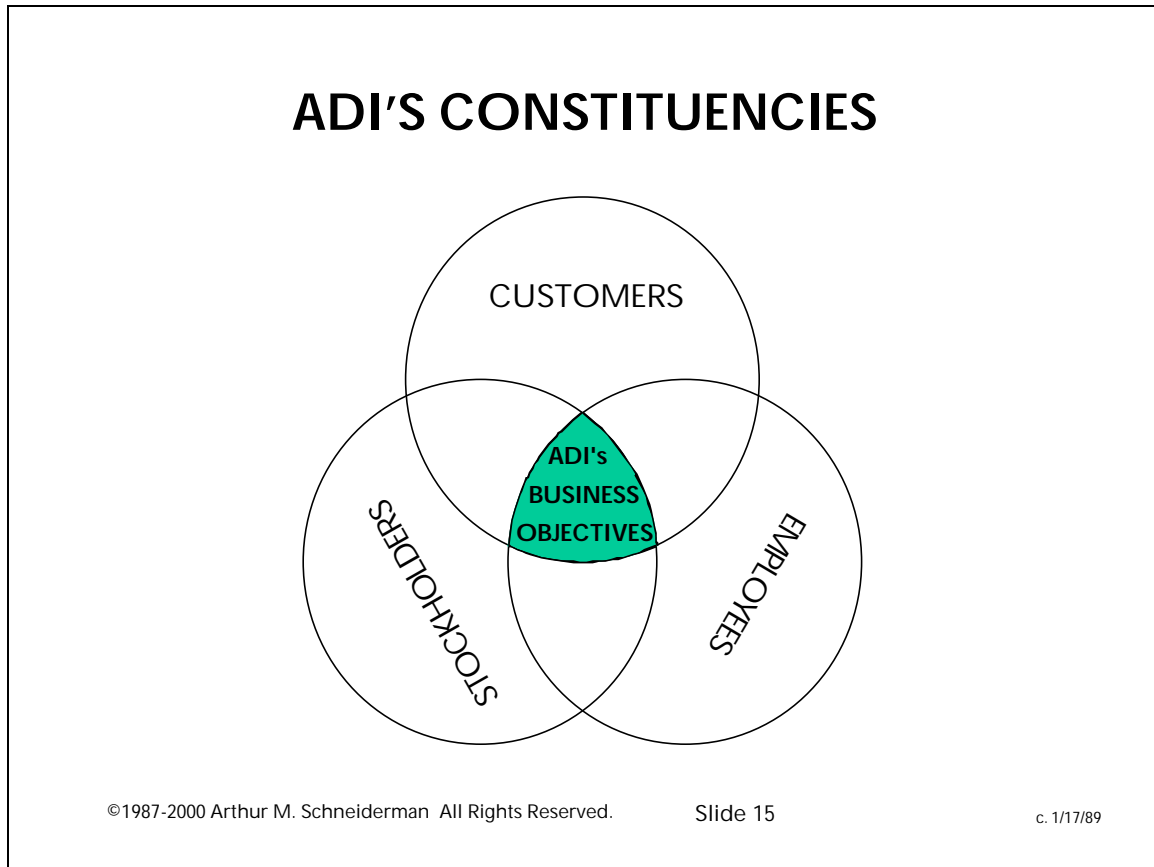 ADI’S CONSTITUENCIES
CUSTOMERS
ADI's
BUSINESS
OBJECTIVES
STOCKHOLDERS
EMPLOYEES
©1987-2000 Arthur M. Schneiderman All Rights Reserved.
Slide 15
c. 1/17/89